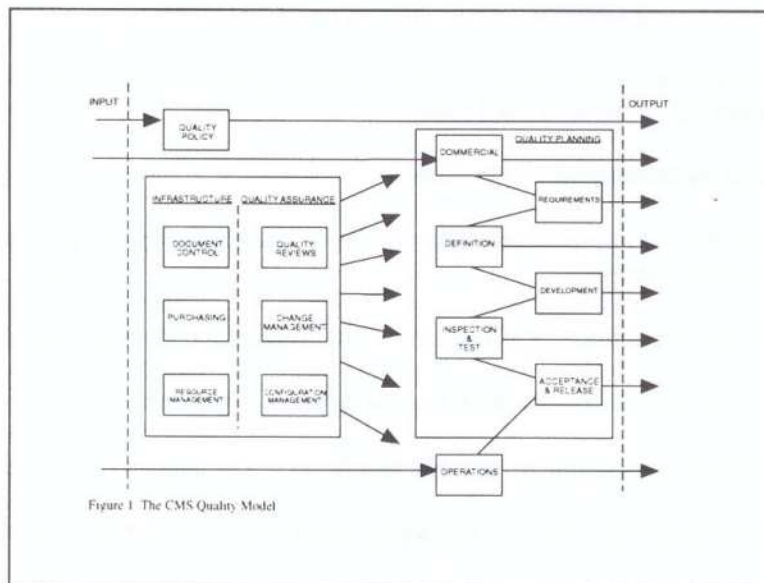 INPUT
OUTPUT
QUALITY
POLICY
QUALITY PLANNING
COMMERCIAL
INFRASTRUCTURE
QUALITY ASSURANCE
REQUIREMENTS
DOCUMENT
CONTROL
QUALITY
REVIEWS
DEFINITION
DEVELOPMENT
PURCHASING
CHANGE
MANAGEMENT
INSPECTION
&
TEST
RESOURCE
MANAGEMENT
CONFIGURATION
MANAGEMENT
ACCEPTANCE
& RELEASE
OPERATIONS
Figure 1 The CMS Quality Model